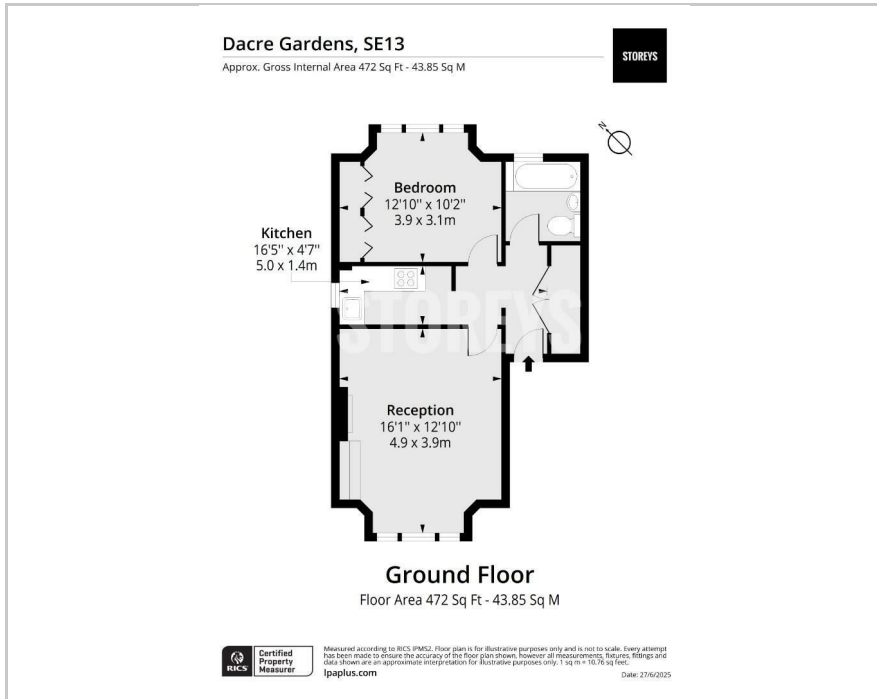 Dacre Gardens, SE13
Approx. Gross Internal Area 472 Sq Ft - 43.85 Sq M
STOREYS
N
Bedroom
12'10" x 10'2"
3.9 x 3.1m
Kitchen
16'5" x 4'7"
5.0 x 1.4m
STOREYS
Reception
16'1" x 12'10"
4.9 x 3.9m
Ground Floor
Floor Area 472 Sq Ft - 43.85 Sq M
RICS
Certified
Property
Measurer
Measured according to RICS IPMS2. Floor plan is for illustrative purposes only and is not to scale. Every attempt
has been made to ensure the accuracy of the floor plan shown, however all measurements, fixtures, fittings and
data shown are an approximate interpretation for illustrative purposes only. 1 sq m = 10.76 sq feet.
lpaplus.com
Date: 27/6/2025